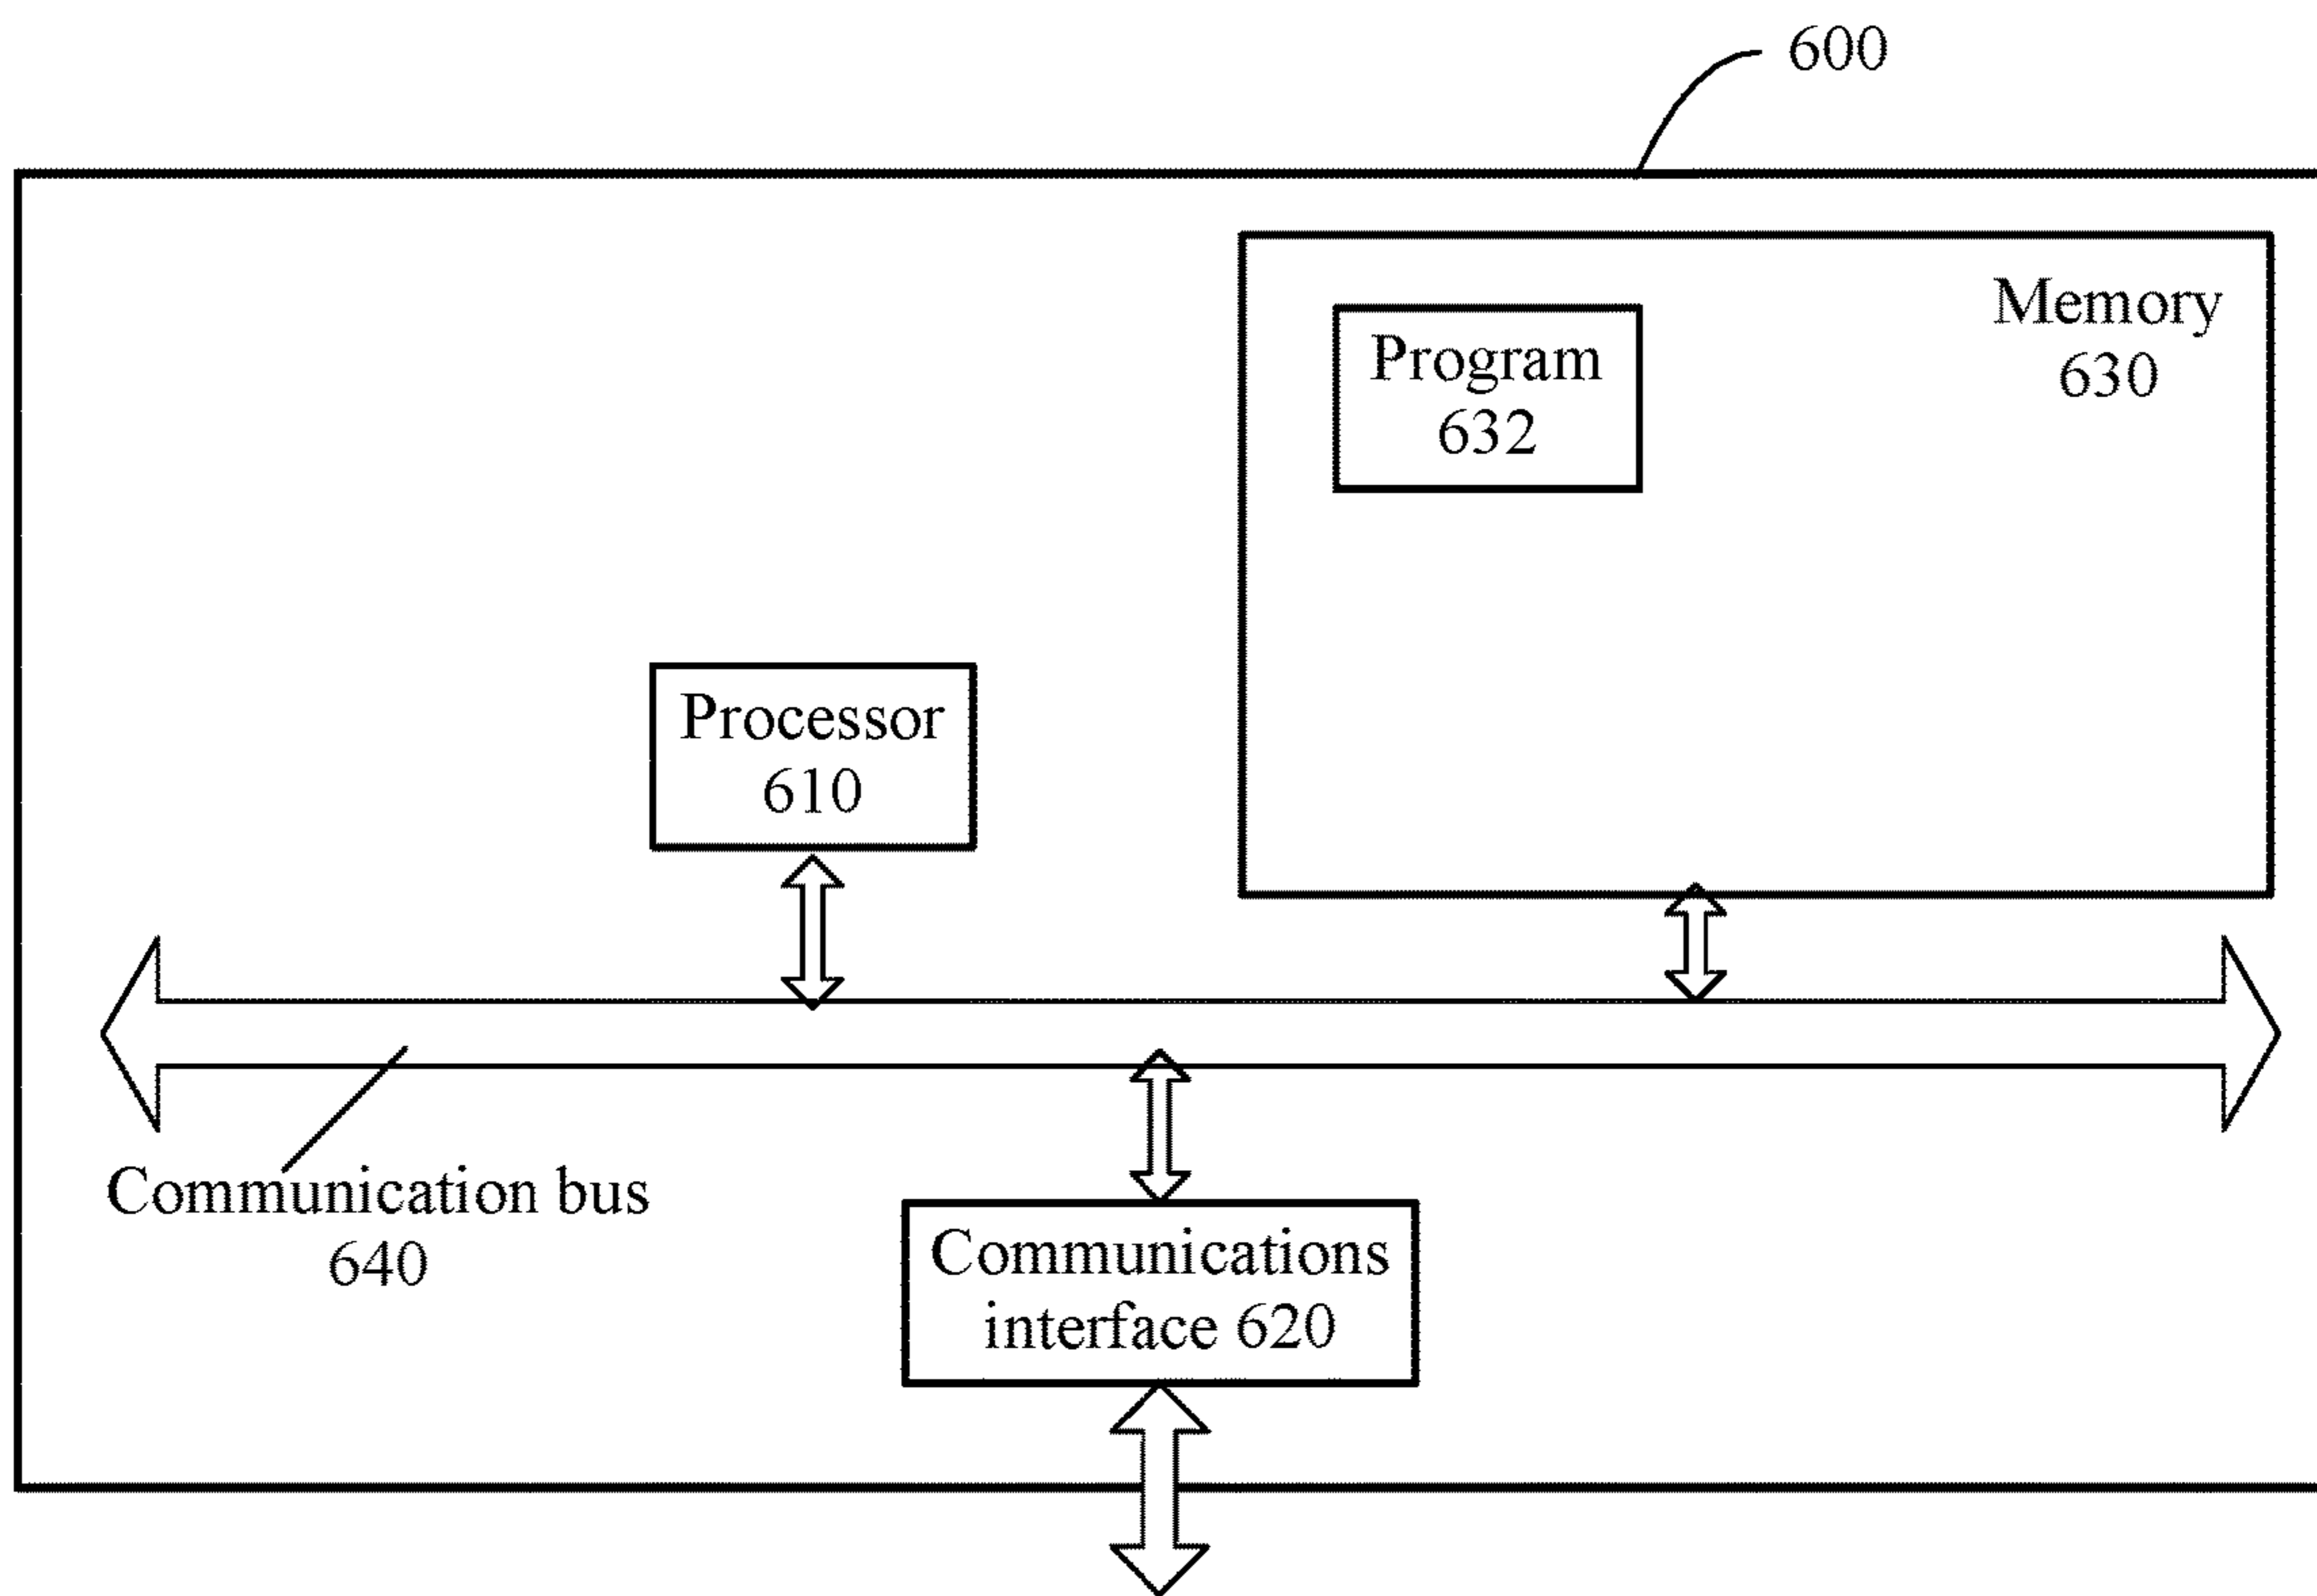 600
Memory
630
Program
632
Processor
610
Communication bus
640
Communications
interface 620